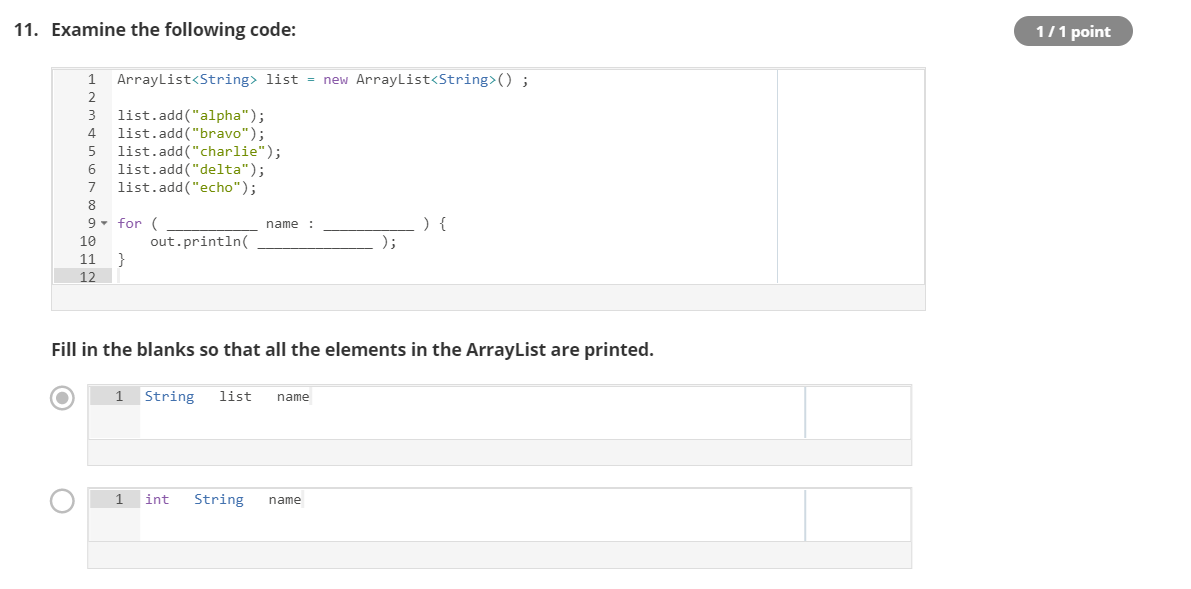 11. Examine the following code:
1 / 1 point
1 ArrayList<String> list = new ArrayList<String>() ;
2
3 list.add("alpha");
4 list.add("bravo");
5 list.add("charlie");
6 list.add("delta");
7 list.add("echo");
8
9 for ( ___________ name : ___________ ) {
10 out.println( ______________ );
11 }
12
Fill in the blanks so that all the elements in the ArrayList are printed.
1 String list name
1 int String name